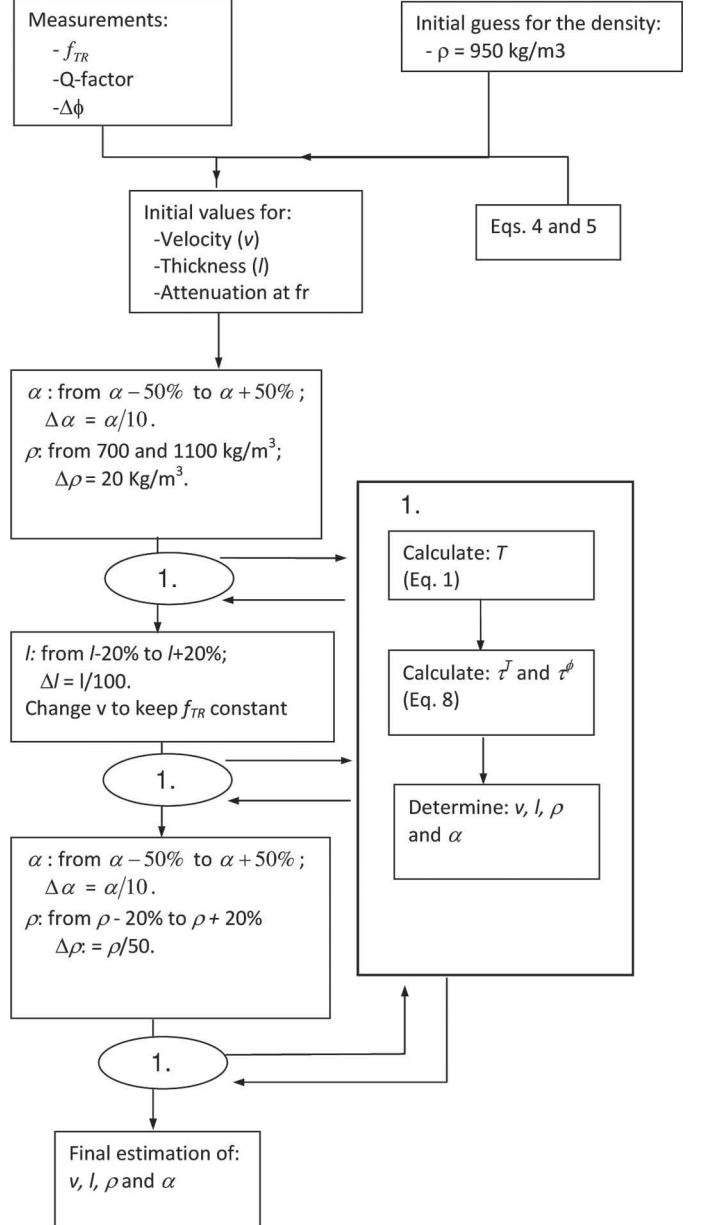 Measurements:
- fTR
-Q-factor
-Δϕ
Initial guess for the density:
- ρ = 950 kg/m3
Initial values for:
-Velocity (v)
-Thickness (l)
-Attenuation at fr
Eqs. 4 and 5
α : from α − 50% to α + 50% ;
Δα = α/10.
ρ: from 700 and 1100 kg/m³;
Δρ = 20 Kg/m³.
1.
l: from l-20% to l+20%;
Δl = l/100.
Change v to keep fTR constant
1.
α : from α − 50% to α + 50% ;
Δα = α/10.
ρ: from ρ - 20% to ρ + 20%
Δρ: = ρ/50.
1.
Final estimation of:
v, l, ρ and α
1.
Calculate: T
(Eq. 1)
Calculate: τᵀ and τᶲ
(Eq. 8)
Determine: v, l, ρ
and α